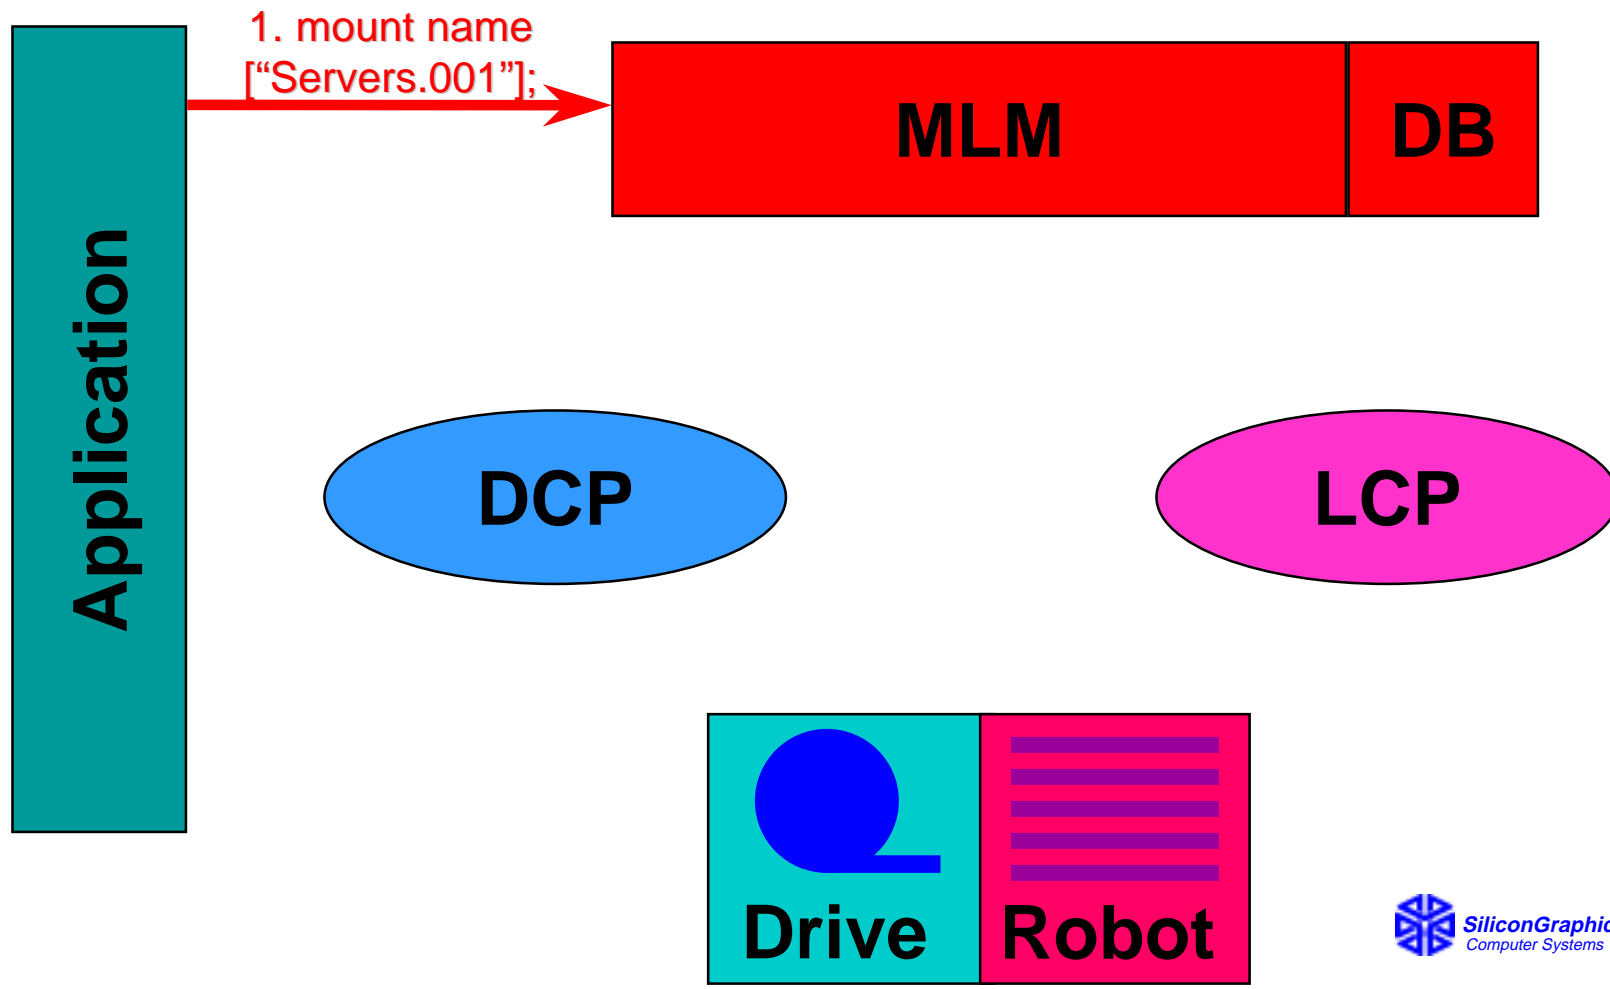 1. mount name
[“Servers.001”];
MLM
DB
Application
DCP
LCP
Drive
Robot
SiliconGraphic
Computer Systems